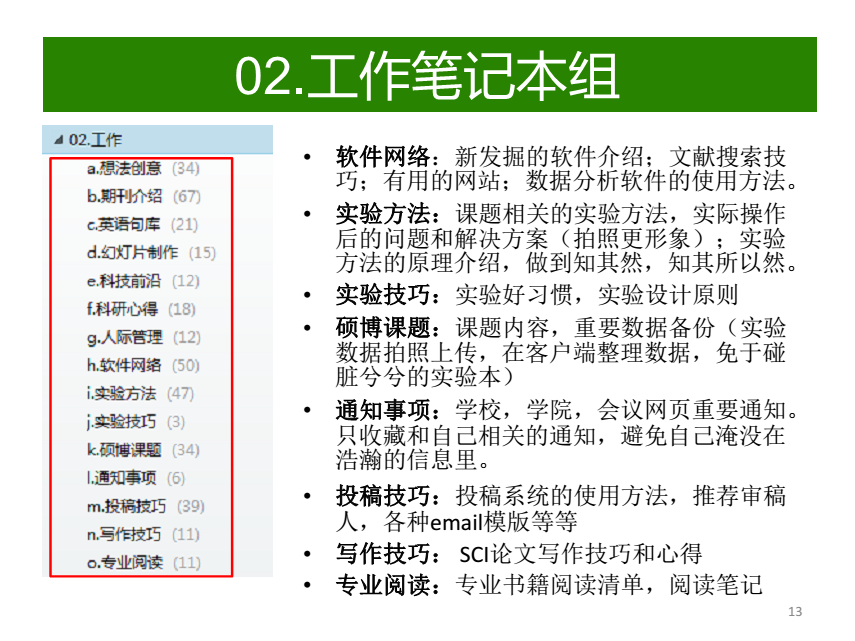 02.工作笔记本组
02.工作
a.想法创意 (34)
b.期刊介绍 (67)
c.英语句库 (21)
d.幻灯片制作 (15)
e.科技前沿 (12)
f.科研心得 (18)
g.人际管理 (12)
h.软件网络 (50)
i.实验方法 (47)
j.实验技巧 (3)
k.硕博课题 (34)
l.通知事项 (6)
m.投稿技巧 (39)
n.写作技巧 (11)
o.专业阅读 (11)
• 软件网络：新发掘的软件介绍；文献搜索技
巧；有用的网站；数据分析软件的使用方法。
• 实验方法：课题相关的实验方法，实际操作
后的问题和解决方案（拍照更形象）；实验
方法的原理介绍，做到知其然，知其所以然。
• 实验技巧：实验好习惯，实验设计原则
• 硕博课题：课题内容，重要数据备份（实验
数据拍照上传，在客户端整理数据，免于碰
脏兮兮的实验本）
• 通知事项：学校，学院，会议网页重要通知。
只收藏和自己相关的通知，避免自己淹没在
浩瀚的信息里。
• 投稿技巧：投稿系统的使用方法，推荐审稿
人，各种email模版等等
• 写作技巧： SCI论文写作技巧和心得
• 专业阅读：专业书籍阅读清单，阅读笔记
13